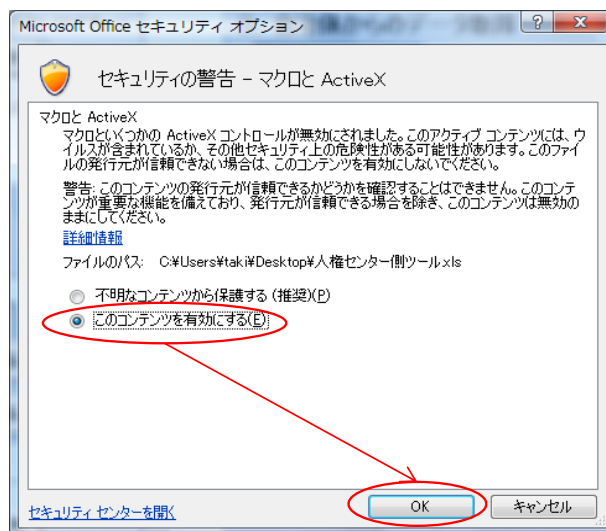 Microsoft Office セキュリティ オプション
セキュリティの警告 - マクロと ActiveX
マクロと ActiveX
マクロといくつかの ActiveX コントロールが無効にされました。このアクティブ コンテンツには、ウ
イルスが含まれているか、その他セキュリティ上の危険性がある可能性があります。このファイ
ルの発行元が信頼できない場合は、このコンテンツを有効にしないでください。
警告: このコンテンツの発行元が信頼できるかどうかを確認することはできません。このコンテ
ンツが重要な機能を備えており、発行元が信頼できる場合を除き、このコンテンツは無効の
ままにしてください。
詳細情報
ファイルのパス: C:¥Users¥taki¥Desktop¥人権センター側ツール.xls
不明なコンテンツから保護する (推奨)(P)
このコンテンツを有効にする(E)
セキュリティ センターを開く OK キャンセル